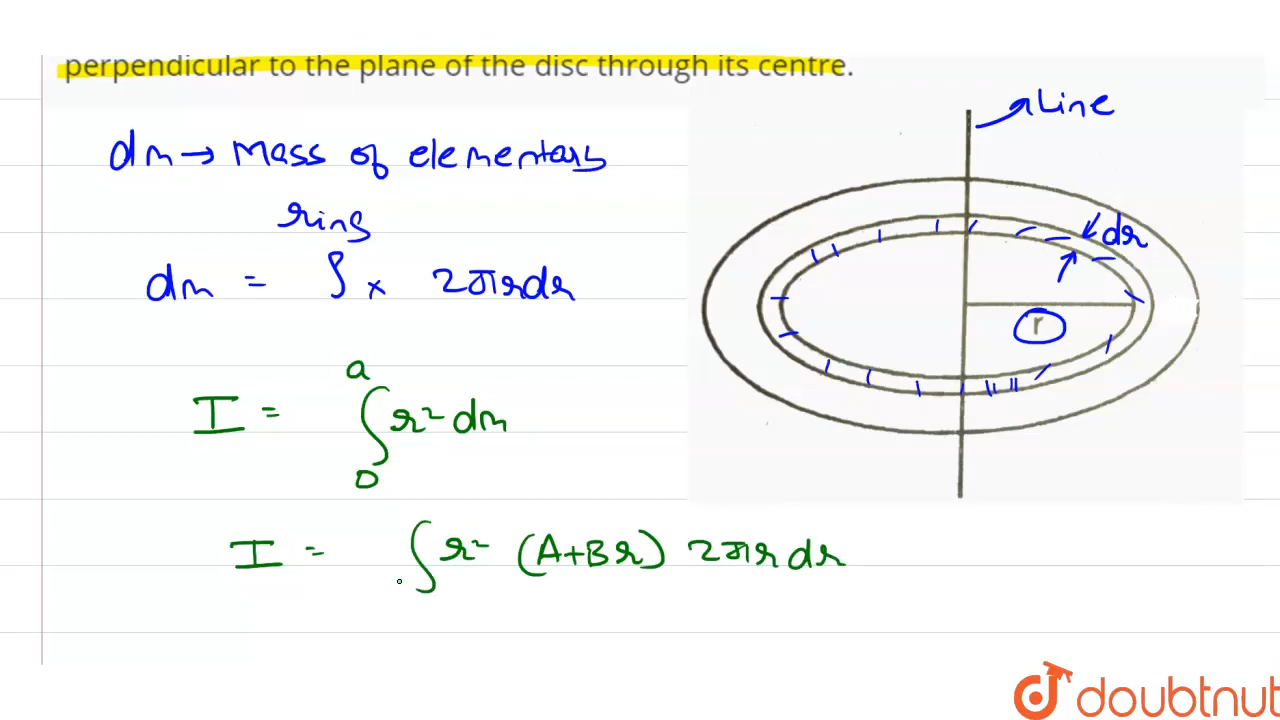 perpendicular to the plane of the disc through its centre.
Line
dm → Mass of elementary
ring
dr
dm = ρ × 2πrdr
r
a
I = ∫ r² dm
0
I = ∫ r² (A+Br) 2πr dr
doubtnut